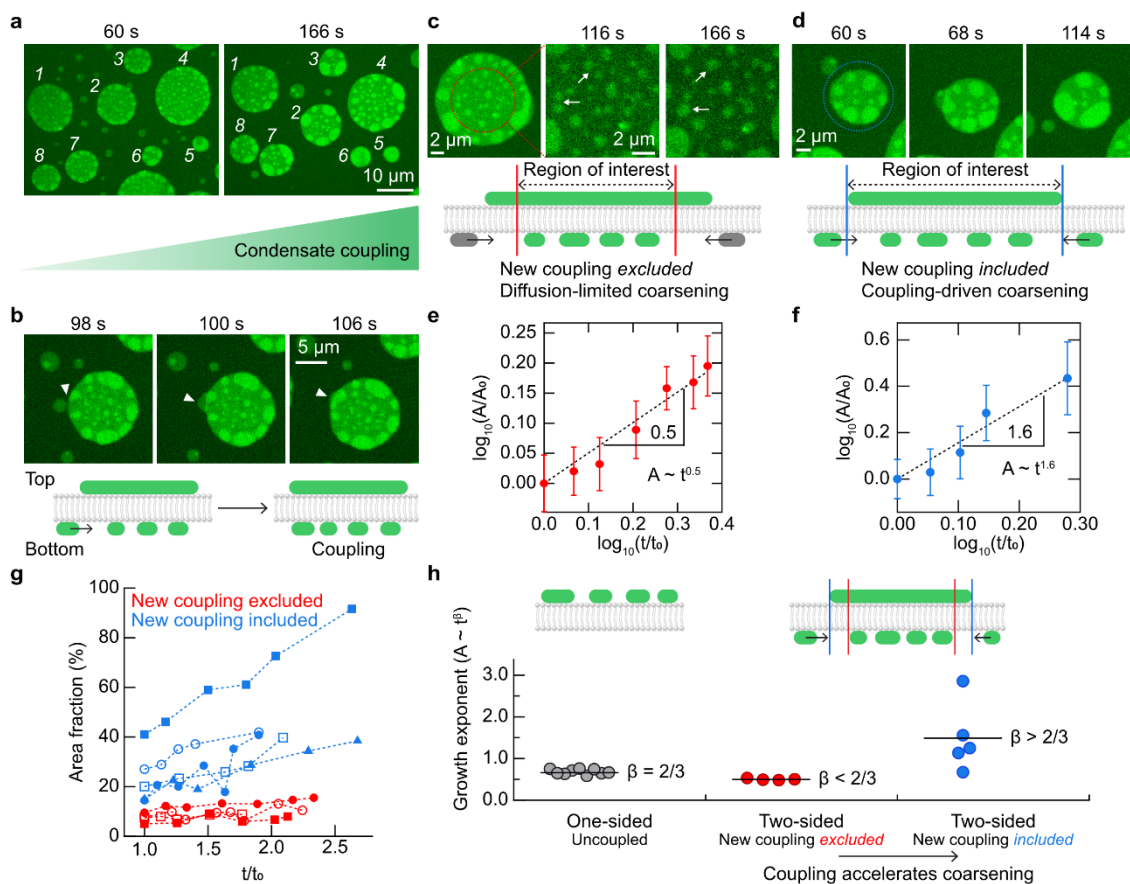 a
60 s
166 s
1
2
3
4
5
6
7
8
1
2
3
4
5
6
7
8
10 µm
Condensate coupling
b
98 s
100 s
106 s
5 µm
Top
Bottom
Coupling
c
116 s
166 s
2 µm
2 µm
Region of interest
New coupling excluded
Diffusion-limited coarsening
d
60 s
68 s
114 s
2 µm
Region of interest
New coupling included
Coupling-driven coarsening
e
log₁₀(A/A₀)
0.25
0.20
0.15
0.10
0.05
0.00
0.5
A ~ t⁰·⁵
0.0 0.1 0.2 0.3 0.4
log₁₀(t/t₀)
f
log₁₀(A/A₀)
0.6
0.4
0.2
0.0
1.6
A ~ t¹·⁶
0.00 0.10 0.20 0.30
log₁₀(t/t₀)
g
New coupling excluded
New coupling included
Area fraction (%)
100
80
60
40
20
0
1.0 1.5 2.0 2.5
t/t₀
h
Growth exponent (A ~ tᵝ)
3.0
2.5
1.5
1.0
0.0
β = 2/3
β < 2/3
β > 2/3
One-sided
Uncoupled
Two-sided
New coupling excluded
Two-sided
New coupling included
Coupling accelerates coarsening